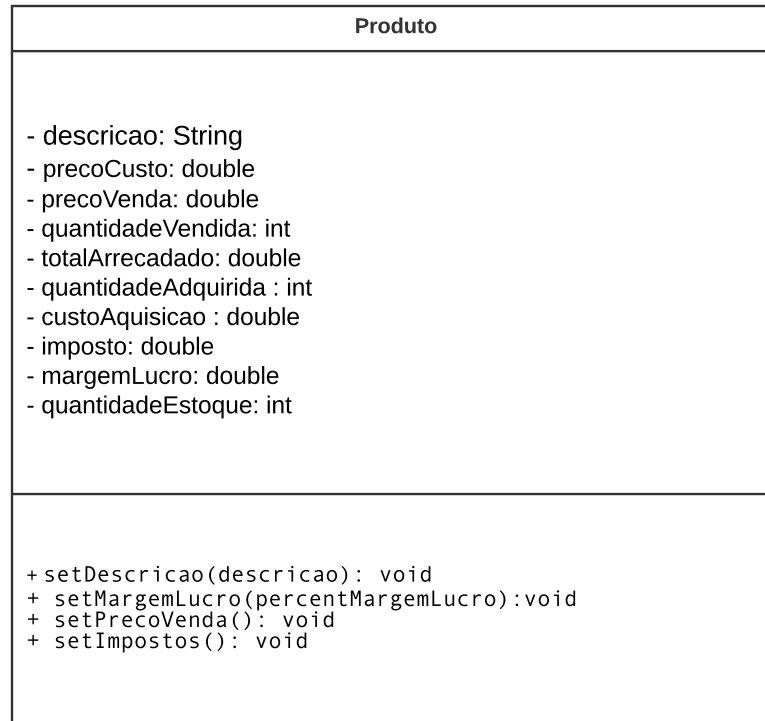 Produto
- descricao: String
- precoCusto: double
- precoVenda: double
- quantidadeVendida: int
- totalArrecadado: double
- quantidadeAdquirida : int
- custoAquisicao : double
- imposto: double
- margemLucro: double
- quantidadeEstoque: int
+ setDescricao(descricao): void
+ setMargemLucro(percentMargemLucro):void
+ setPrecoVenda(): void
+ setImpostos(): void